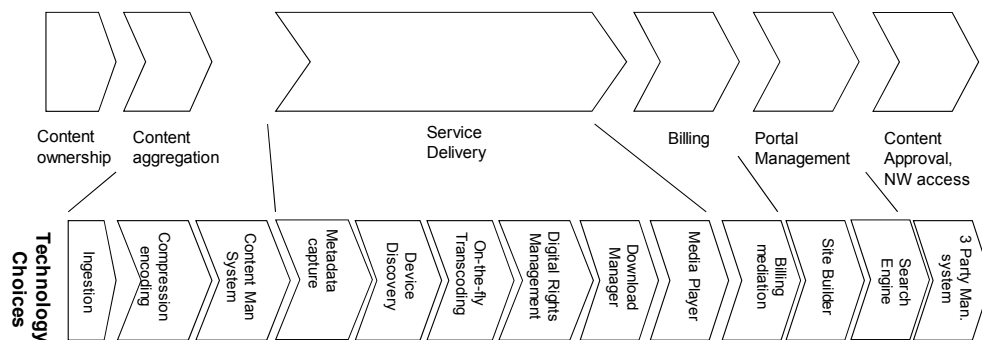 Content
ownership
Content
aggregation
Service
Delivery
Billing
Portal
Management
Content
Approval,
NW access
Technology
Choices
Ingestion
Compression
encoding
Content Man
System
Metadada
capture
Device
Discovery
On-the-fly
Transcoding
Digital Rights
Management
Download
Manager
Media Player
Billing
mediation
Site Builder
Search
Engine
3 Party Man.
system